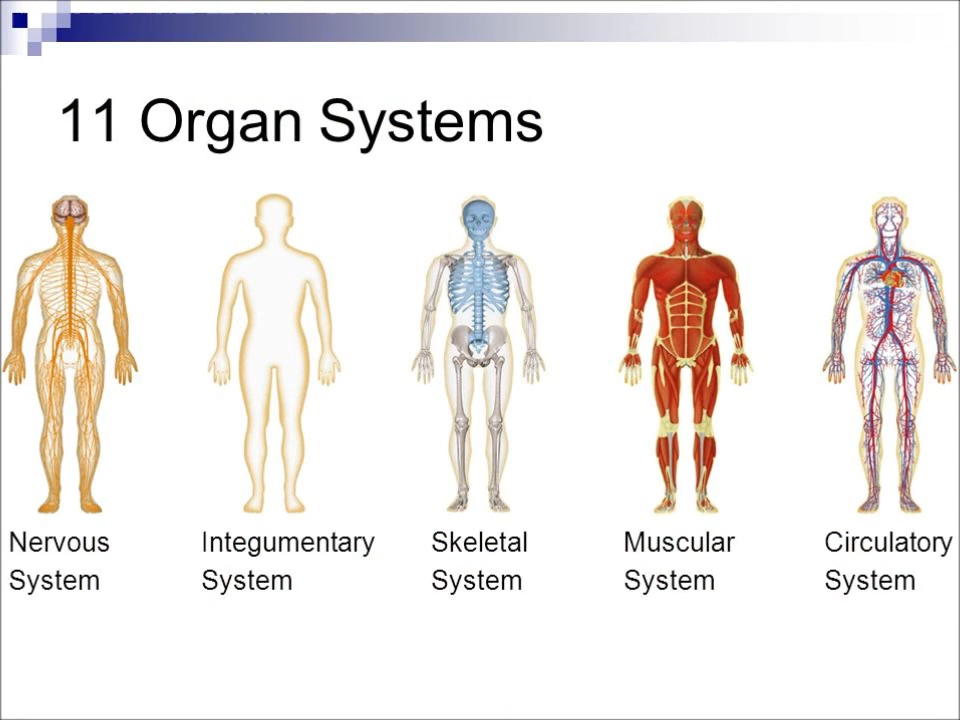 11 Organ Systems
Nervous
System
Integumentary
System
Skeletal
System
Muscular
System
Circulatory
System